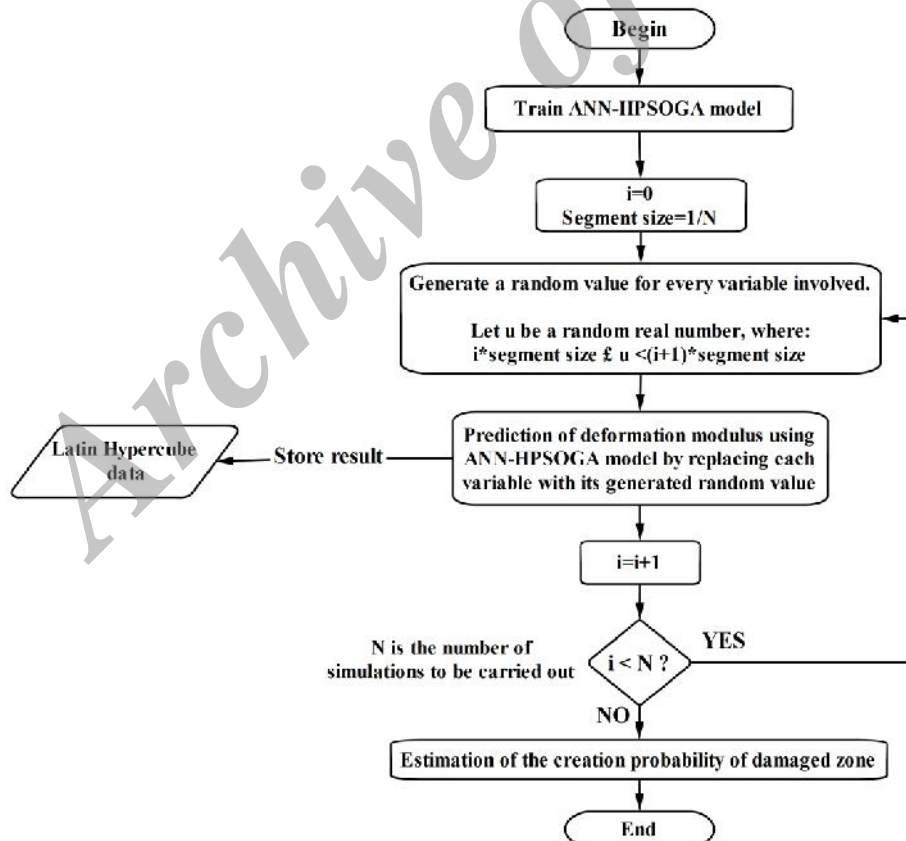 Begin
Train ANN-HPSOGA model
i=0
Segment size=1/N
Generate a random value for every variable involved.
Let u be a random real number, where:
i*segment size £ u <(i+1)*segment size
Prediction of deformation modulus using
ANN-HPSOGA model by replacing each
variable with its generated random value
Store result
Latin Hypercube
data
i=i+1
N is the number of
simulations to be carried out
i < N ?
YES
NO
Estimation of the creation probability of damaged zone
End
Archive of